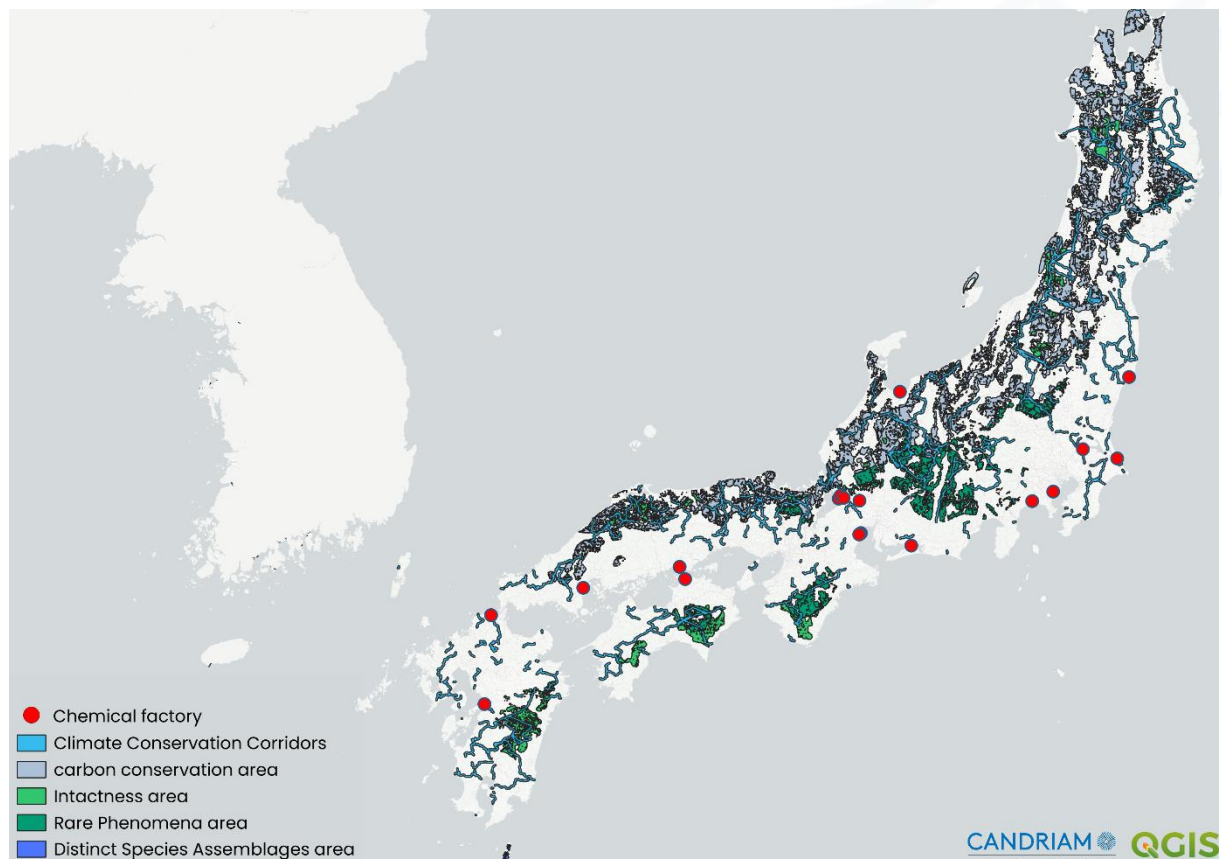 Chemical factory
Climate Conservation Corridors
carbon conservation area
Intactness area
Rare Phenomena area
Distinct Species Assemblages area
CANDRIAM QGIS